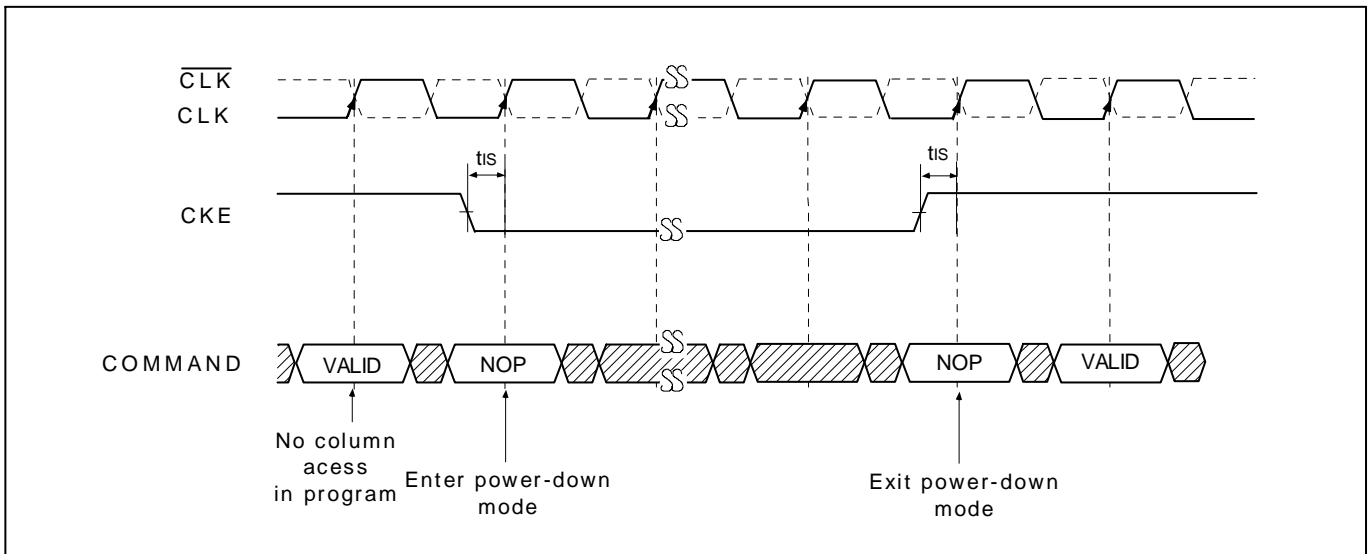 CLK
CLK
tIS
tIS
CKE
COMMAND
VALID
NOP
NOP
VALID
No column
acess
in program
Enter power-down
mode
Exit power-down
mode